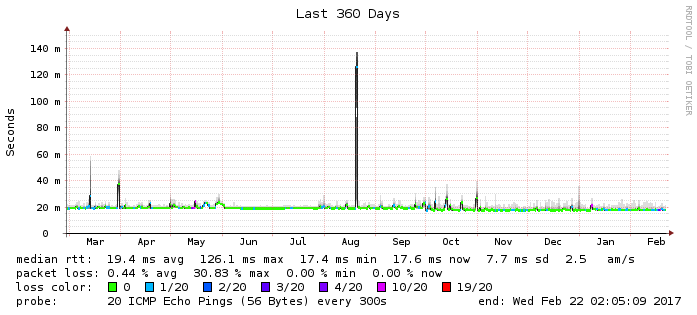 Last 360 Days
RRDTOOL / TOBI OETIKER
Seconds
140 m
120 m
100 m
80 m
60 m
40 m
20 m
0
Mar Apr May Jun Jul Aug Sep Oct Nov Dec Jan Feb
median rtt: 19.4 ms avg 126.1 ms max 17.4 ms min 17.6 ms now 7.7 ms sd 2.5 am/s
packet loss: 0.44 % avg 30.83 % max 0.00 % min 0.00 % now
loss color: 0 1/20 2/20 3/20 4/20 10/20 19/20
probe: 20 ICMP Echo Pings (56 Bytes) every 300s end: Wed Feb 22 02:05:09 2017